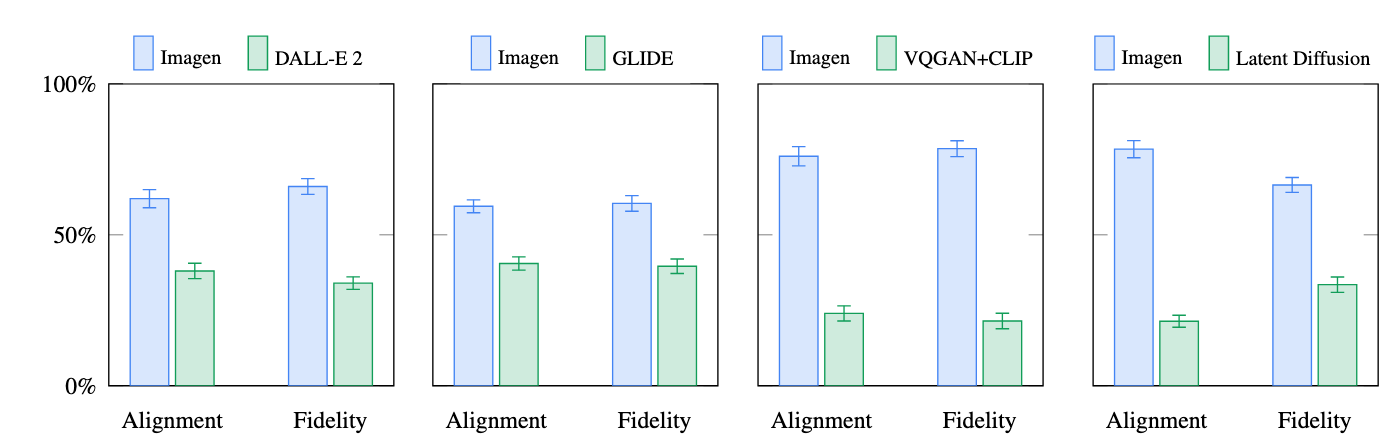 Imagen DALL-E 2 Imagen GLIDE Imagen VQGAN+CLIP Imagen Latent Diffusion
100%
50%
0%
Alignment Fidelity Alignment Fidelity Alignment Fidelity Alignment Fidelity